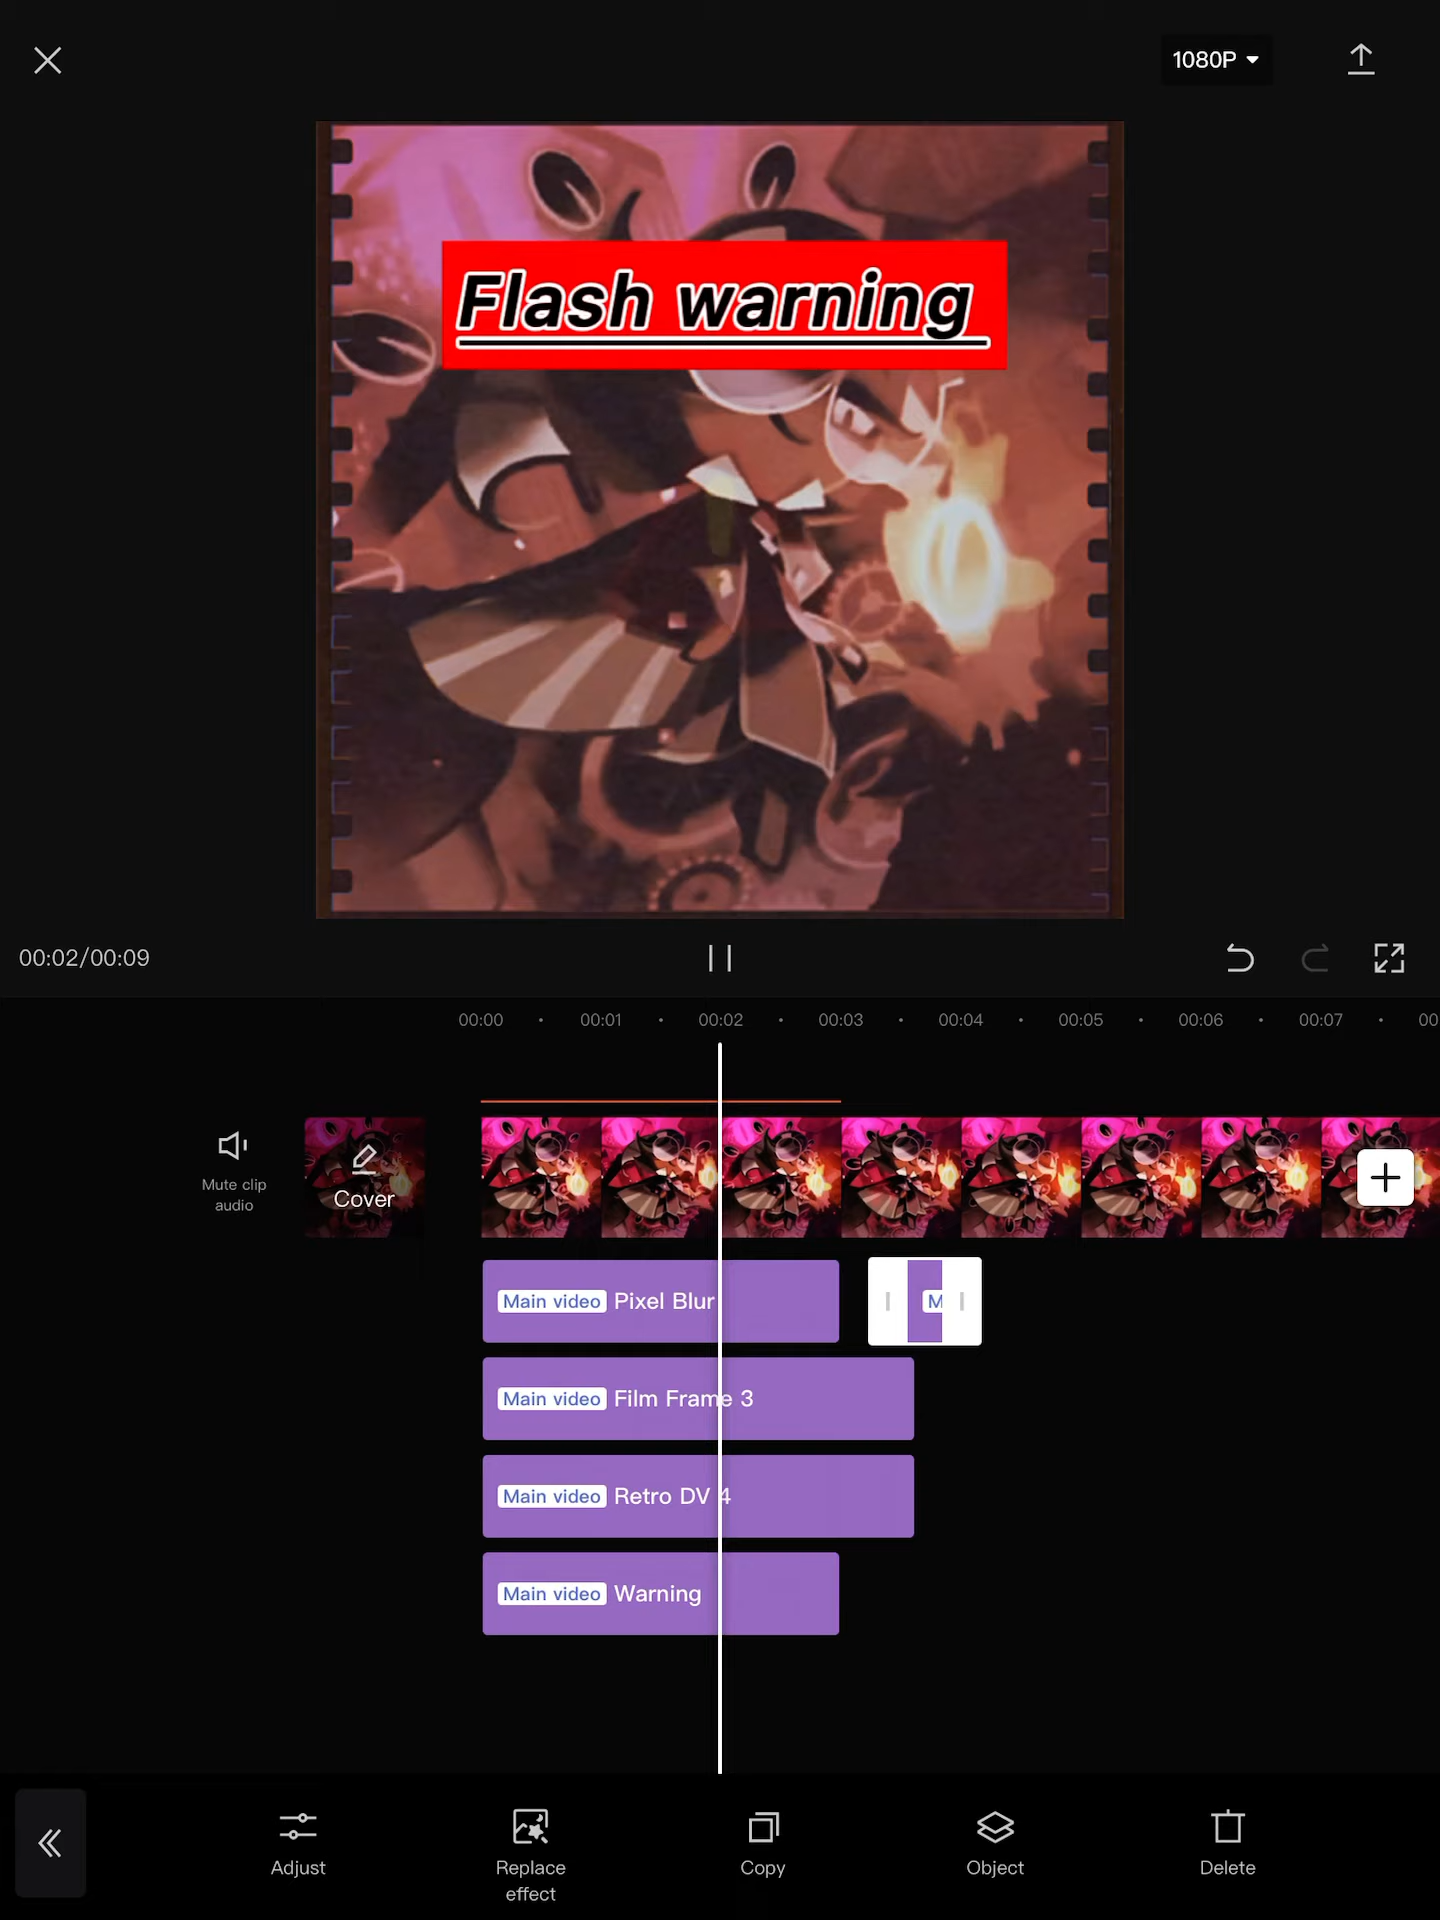 1080P
Flash warning
00:02/00:09
00:00 00:01 00:02 00:03 00:04 00:05 00:06 00:07 00
Mute clip
audio
Cover
Main video Pixel Blur
M
Main video Film Frame 3
Main video Retro DV 4
Main video Warning
Adjust
Replace
effect
Copy
Object
Delete